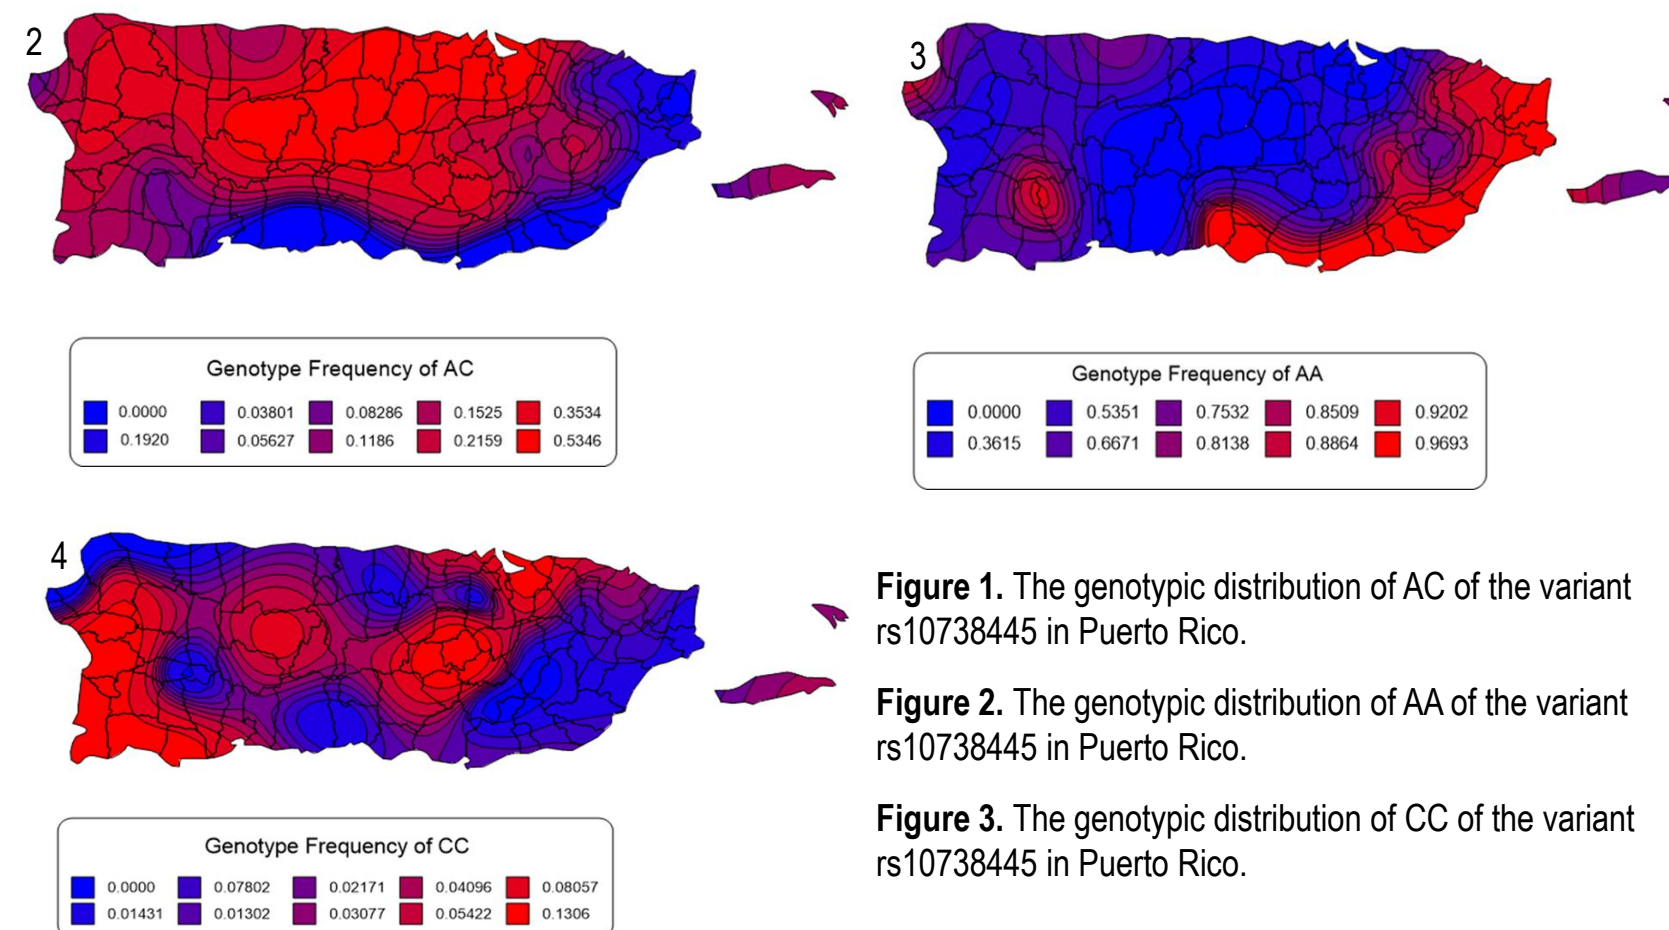 2
3
Genotype Frequency of AC
0.0000 0.03801 0.08286 0.1525 0.3534
0.1920 0.05627 0.1186 0.2159 0.5346
Genotype Frequency of AA
0.0000 0.5351 0.7532 0.8509 0.9202
0.3615 0.6671 0.8138 0.8864 0.9693
4
Genotype Frequency of CC
0.0000 0.07802 0.02171 0.04096 0.08057
0.01431 0.01302 0.03077 0.05422 0.1306
Figure 1. The genotypic distribution of AC of the variant
rs10738445 in Puerto Rico.
Figure 2. The genotypic distribution of AA of the variant
rs10738445 in Puerto Rico.
Figure 3. The genotypic distribution of CC of the variant
rs10738445 in Puerto Rico.